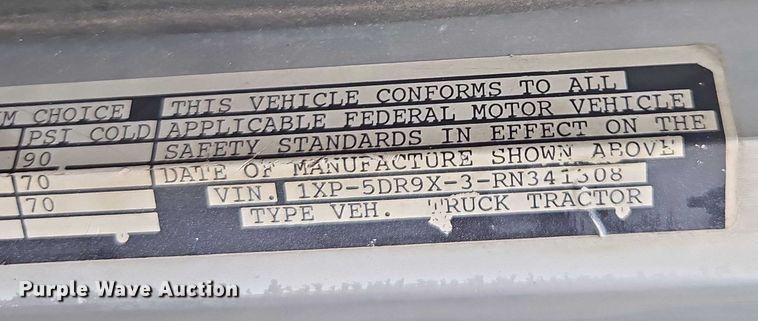 M CHOICE THIS VEHICLE CONFORMS TO ALL
PSI COLD APPLICABLE FEDERAL MOTOR VEHICLE
90 SAFETY STANDARDS IN EFFECT ON THE
70 DATE OF MANUFACTURE SHOWN ABOVE
70 VIN. 1XP-5DR9X-3-RN341508
TYPE VEH. TRUCK TRACTOR
Purple Wave Auction